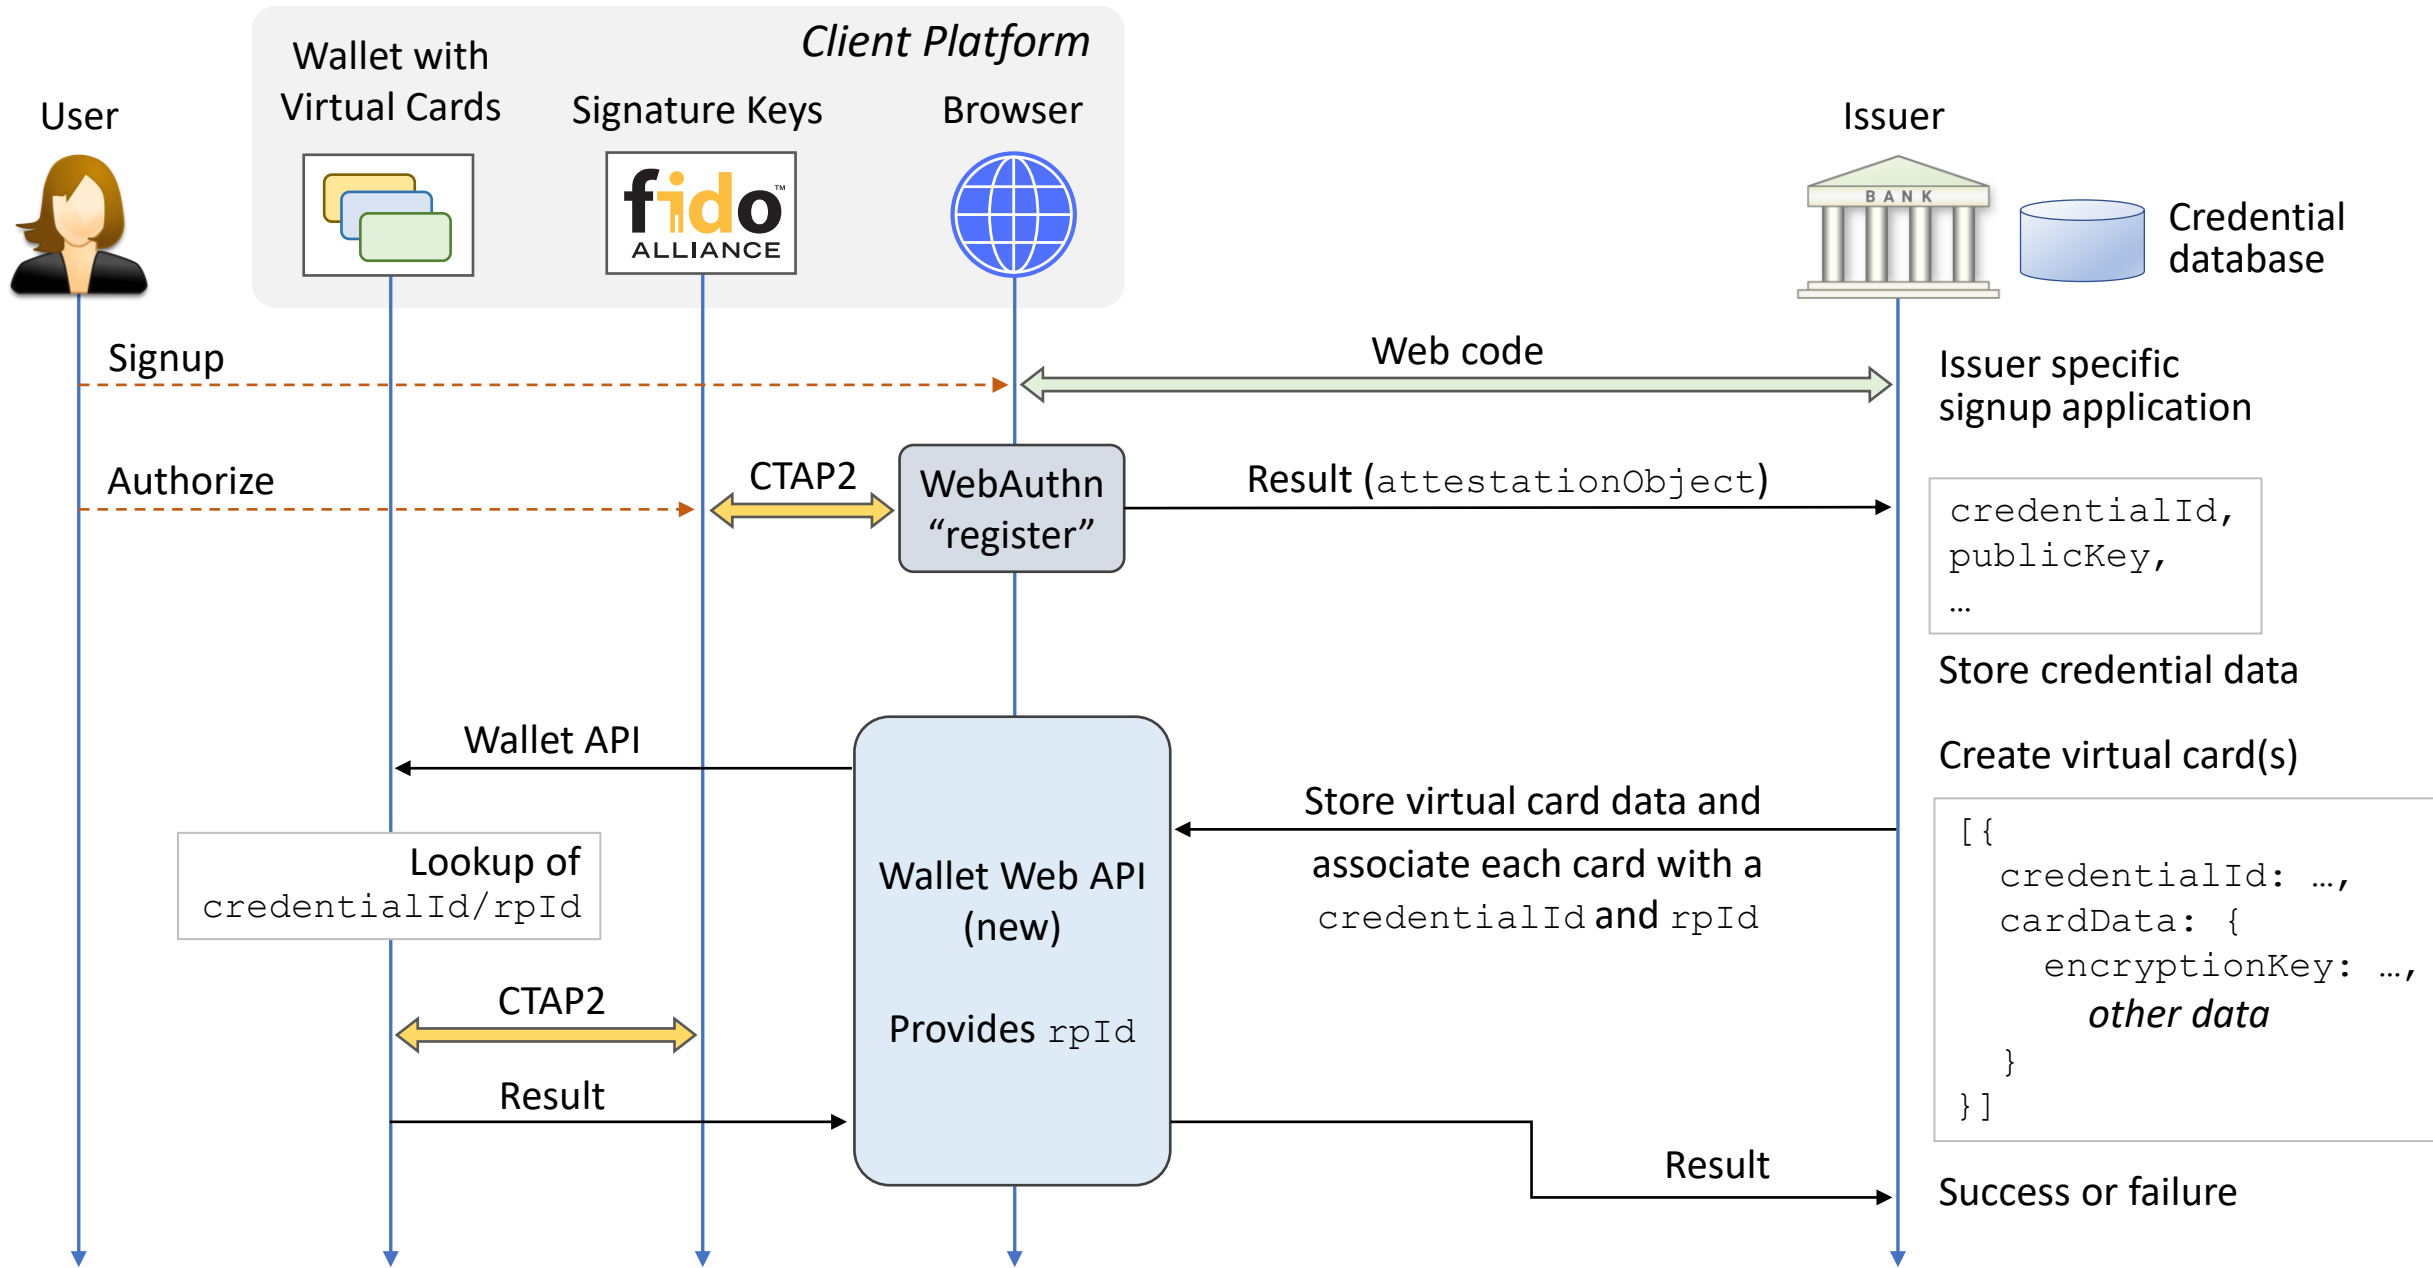 Client Platform
User
Wallet with
Virtual Cards
Signature Keys
Browser
Issuer
fido™
ALLIANCE
BANK
Credential
database
Signup
Web code
Issuer specific
signup application
Authorize
CTAP2
WebAuthn
“register”
Result (attestationObject)
credentialId,
publicKey,
…
Store credential data
Wallet API
Create virtual card(s)
Store virtual card data and
associate each card with a
credentialId and rpId
Lookup of
credentialId/rpId
Wallet Web API
(new)
Provides rpId
[{
credentialId: …,
cardData: {
encryptionKey: …,
other data
}
}]
CTAP2
Result
Result
Success or failure